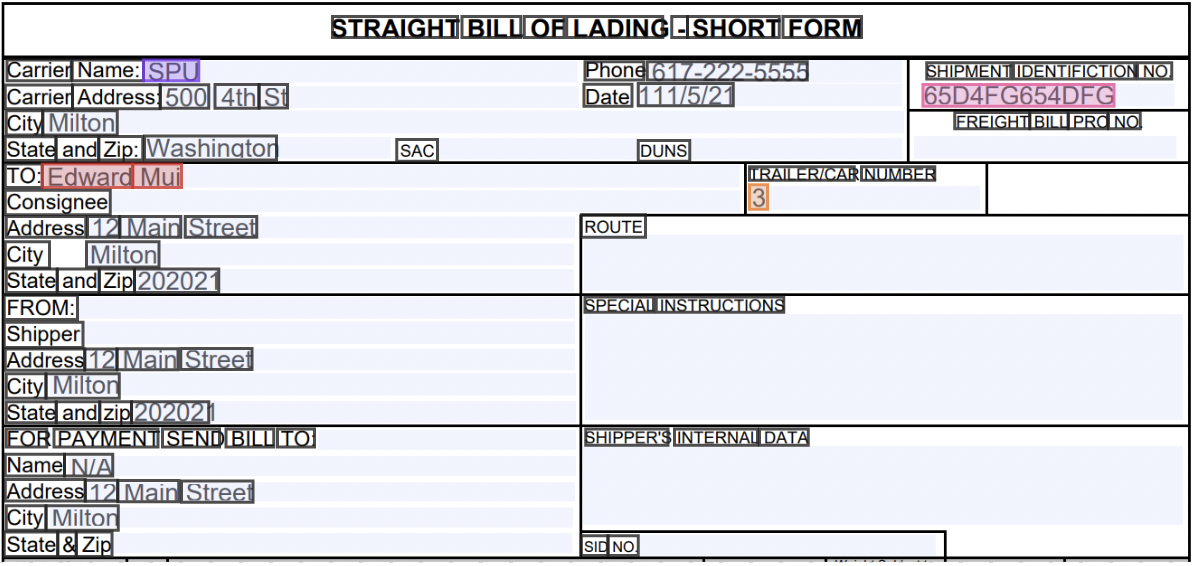 STRAIGHT BILL OF LADING - SHORT FORM
Carrier Name: SPU
Phone 617-222-5555
SHIPMENT IDENTIFICTION NO.
Carrier Address: 500 4th St
Date 111/5/21
65D4FG654DFG
City Milton
FREIGHT BILL PRO NO.
State and Zip: Washington
SAC
DUNS
TO: Edward Mui
TRAILER/CAR NUMBER
Consignee
3
Address 12 Main Street
ROUTE
City Milton
State and Zip 202021
FROM:
SPECIAL INSTRUCTIONS
Shipper
Address 12 Main Street
City Milton
State and zip 202021
FOR PAYMENT SEND BILL TO:
SHIPPER'S INTERNAL DATA
Name N/A
Address 12 Main Street
City Milton
State & Zip
SID NO.